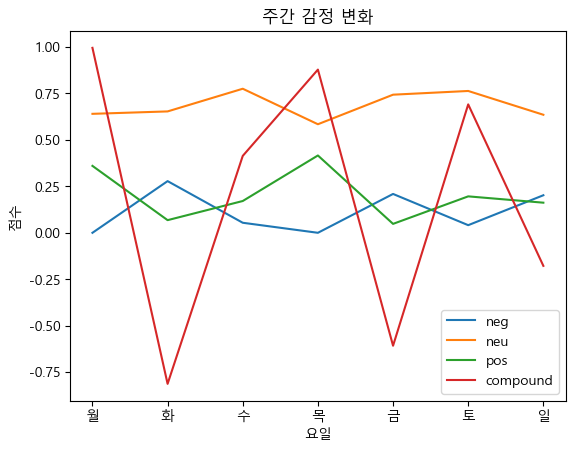 주간 감정 변화
1.00
0.75
0.50
0.25
0.00
-0.25
-0.50
-0.75
점수
월 화 수 목 금 토 일
요일
neg
neu
pos
compound